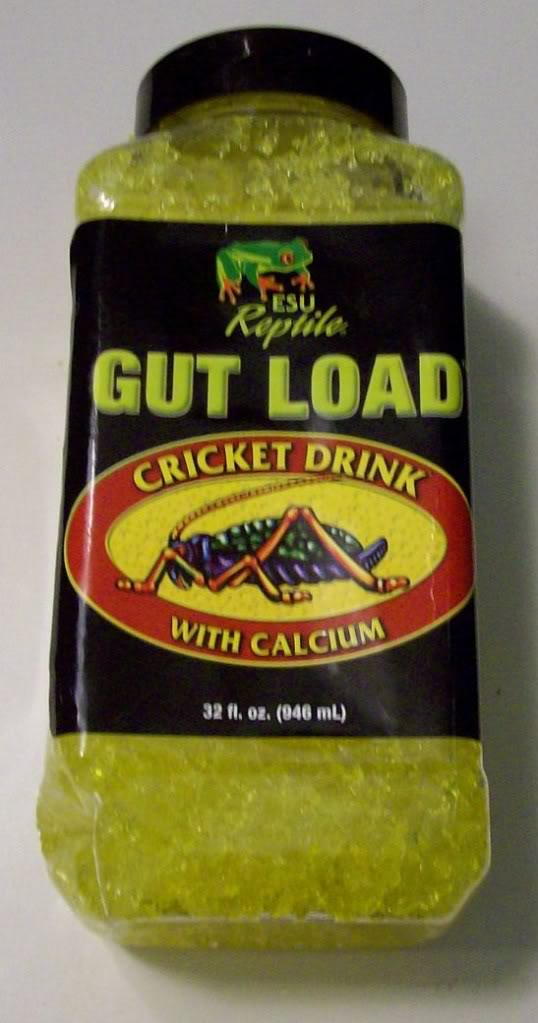 ESU
Reptile
GUT LOAD
CRICKET DRINK
WITH CALCIUM
32 fl. oz. (946 mL)